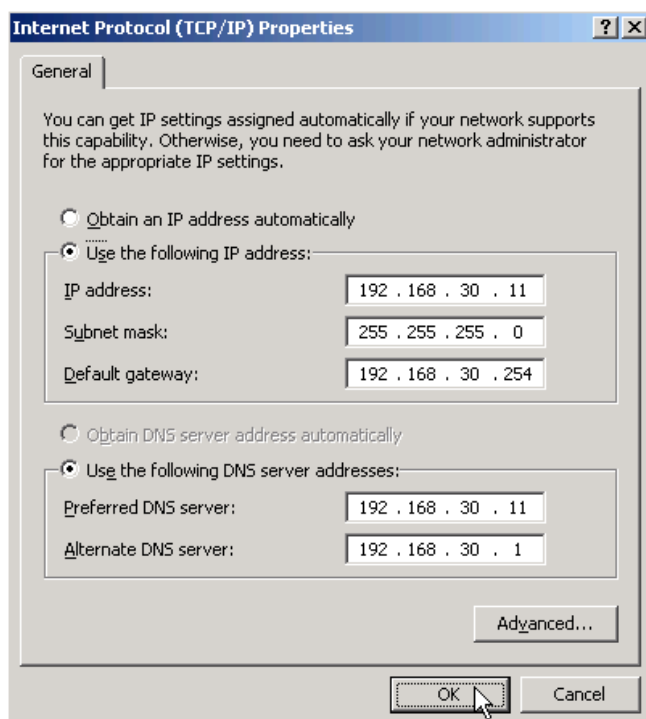 Internet Protocol (TCP/IP) Properties
General
You can get IP settings assigned automatically if your network supports
this capability. Otherwise, you need to ask your network administrator
for the appropriate IP settings.
Obtain an IP address automatically
Use the following IP address:
IP address: 192 . 168 . 30 . 11
Subnet mask: 255 . 255 . 255 . 0
Default gateway: 192 . 168 . 30 . 254
Obtain DNS server address automatically
Use the following DNS server addresses:
Preferred DNS server: 192 . 168 . 30 . 11
Alternate DNS server: 192 . 168 . 30 . 1
Advanced...
OK Cancel